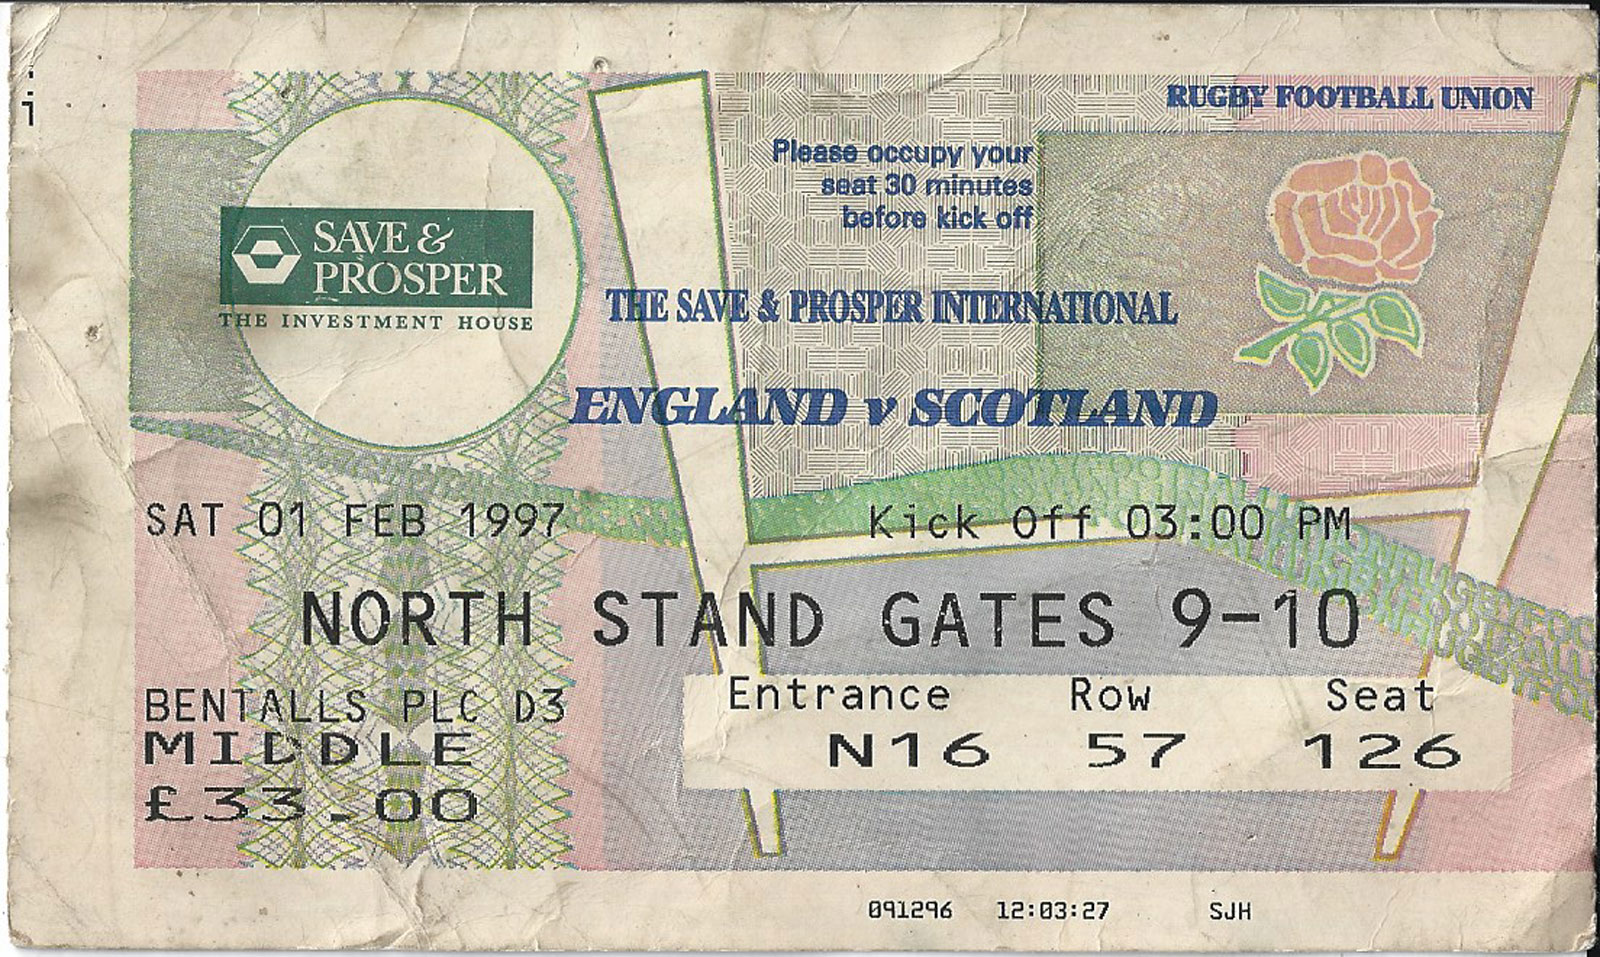 RUGBY FOOTBALL UNION
Please occupy your
seat 30 minutes
before kick off
SAVE &
PROSPER
THE INVESTMENT HOUSE
THE SAVE & PROSPER INTERNATIONAL
ENGLAND v SCOTLAND
SAT 01 FEB 1997 Kick Off 03:00 PM
NORTH STAND GATES 9-10
BENTALLS PLC D3
MIDDLE
£33.00
Entrance Row Seat
N16 57 126
091296 12:03:27 SJH